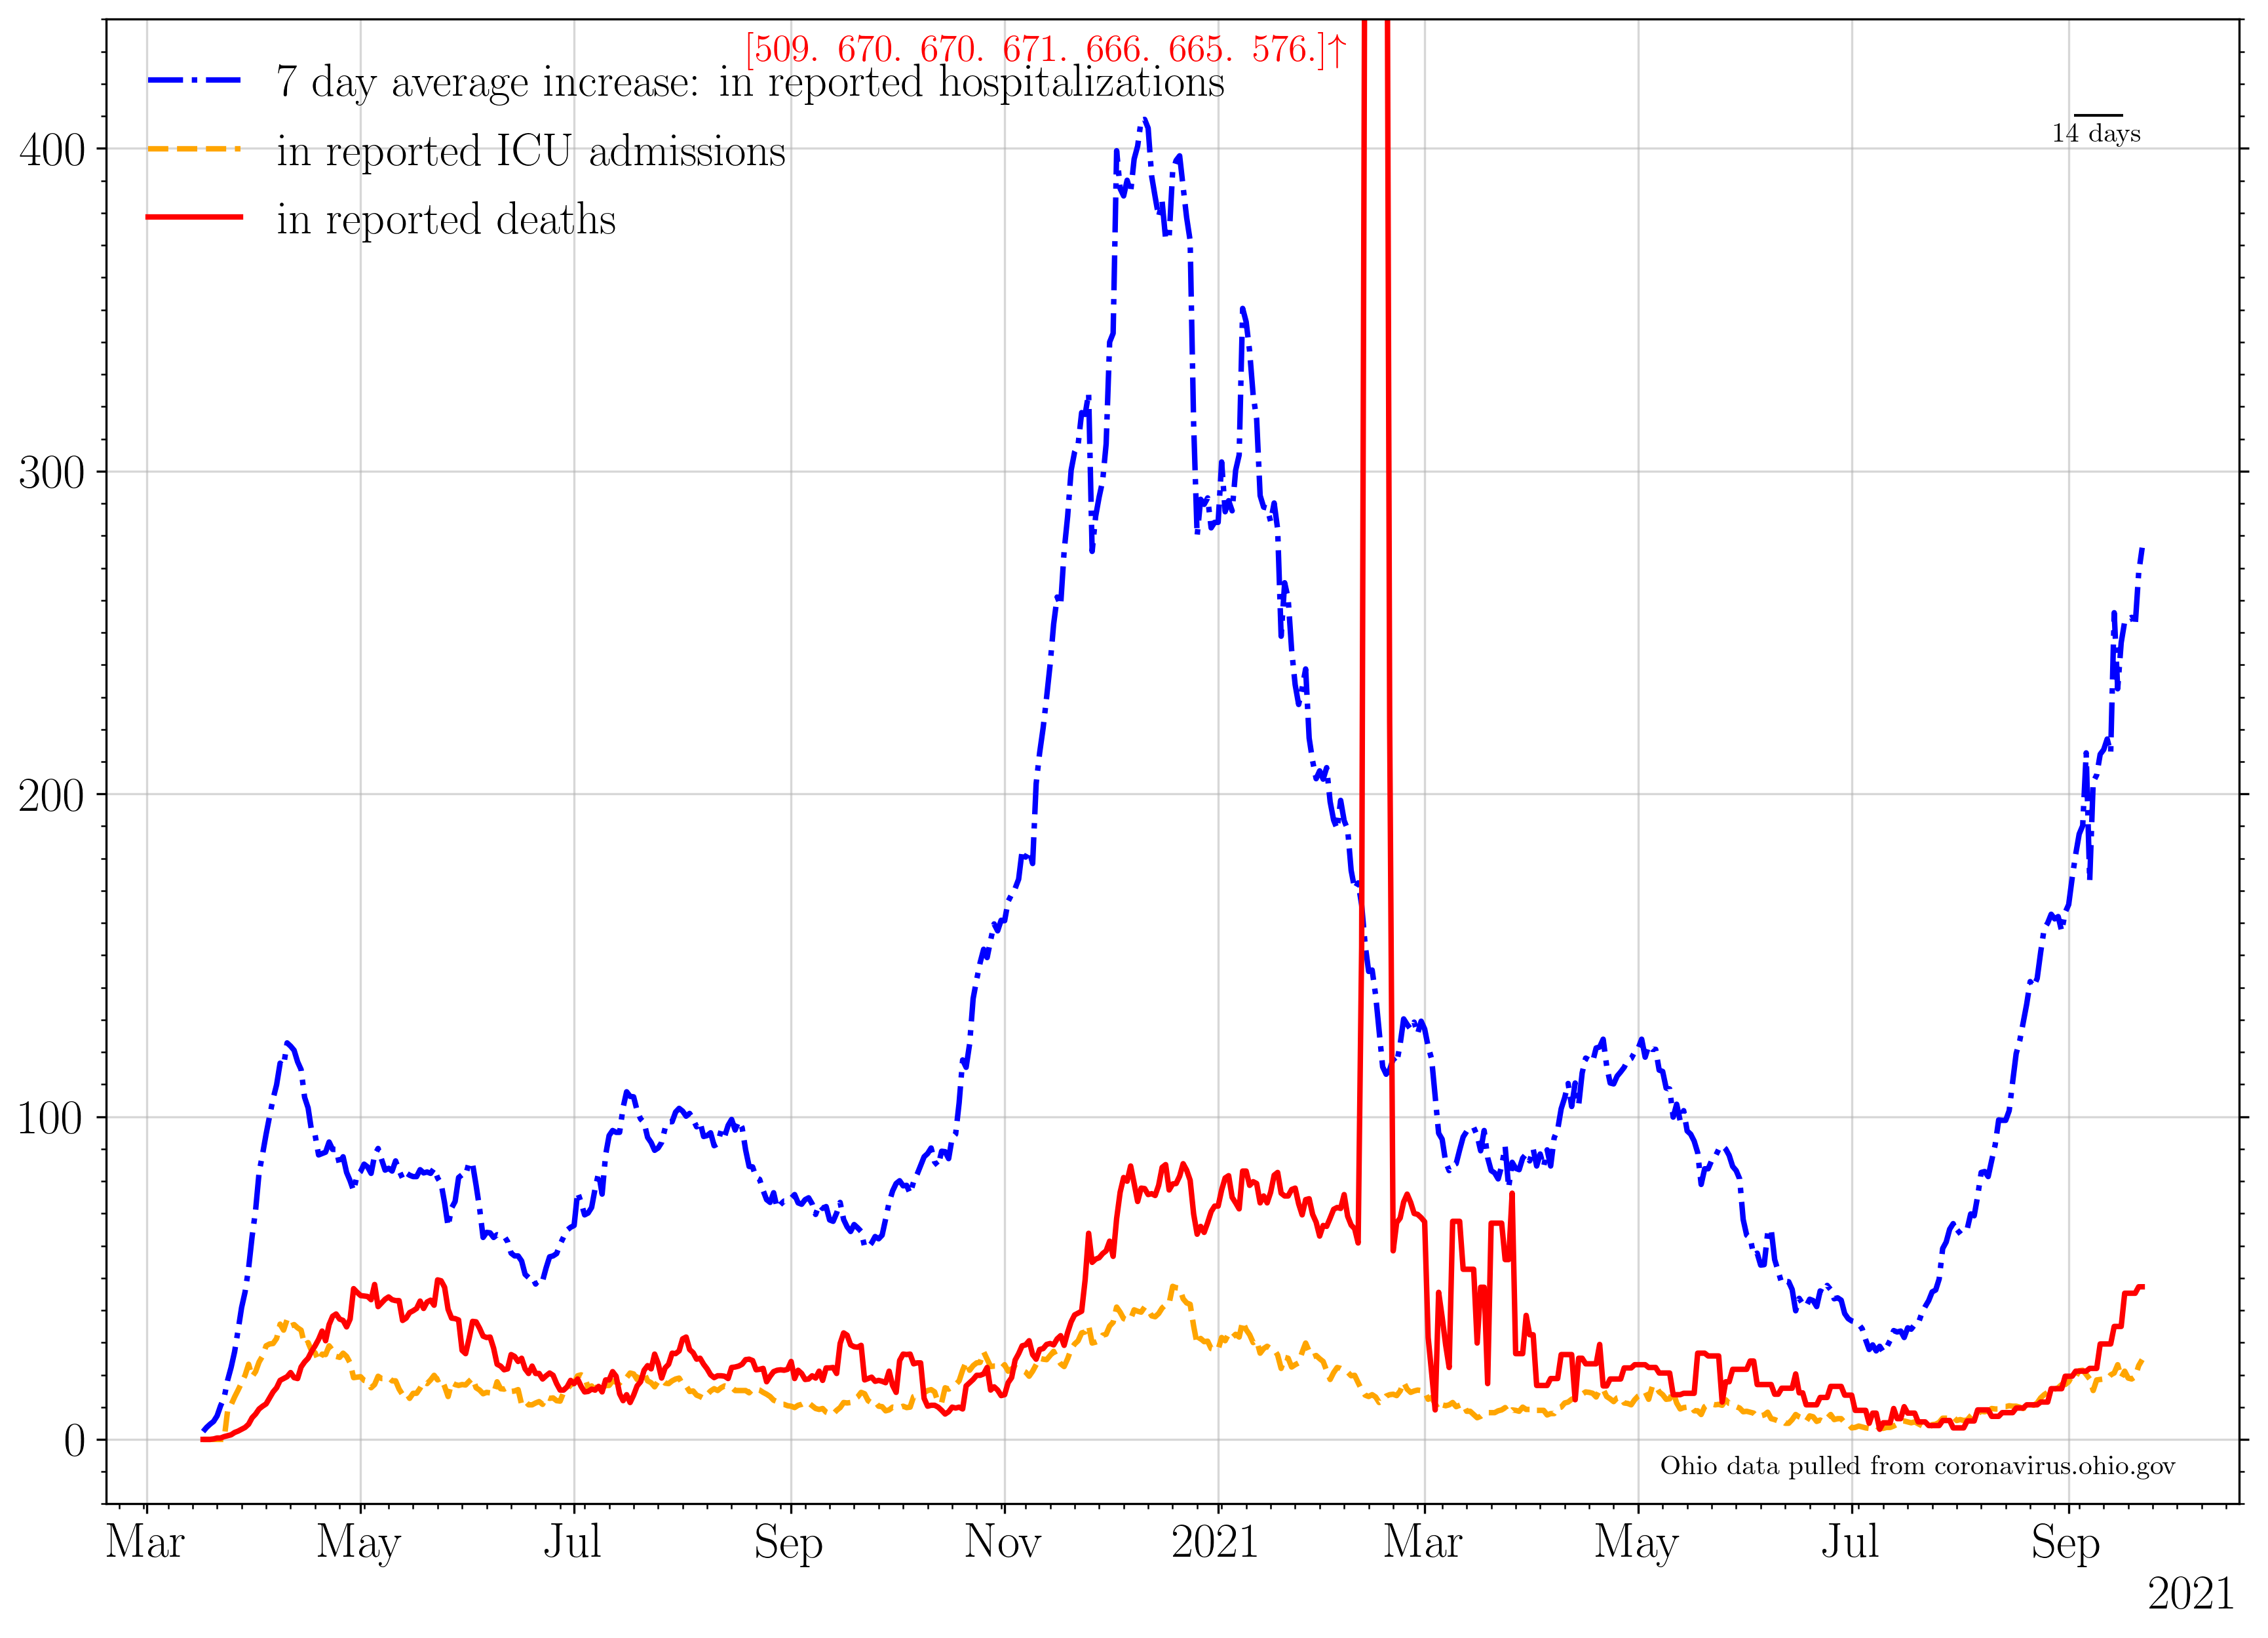 [509. 670. 670. 671. 666. 665. 576.]↑
7 day average increase: in reported hospitalizations
in reported ICU admissions
in reported deaths
14 days
400
300
200
100
0
Ohio data pulled from coronavirus.ohio.gov
Mar May Jul Sep Nov 2021 Mar May Jul Sep
2021